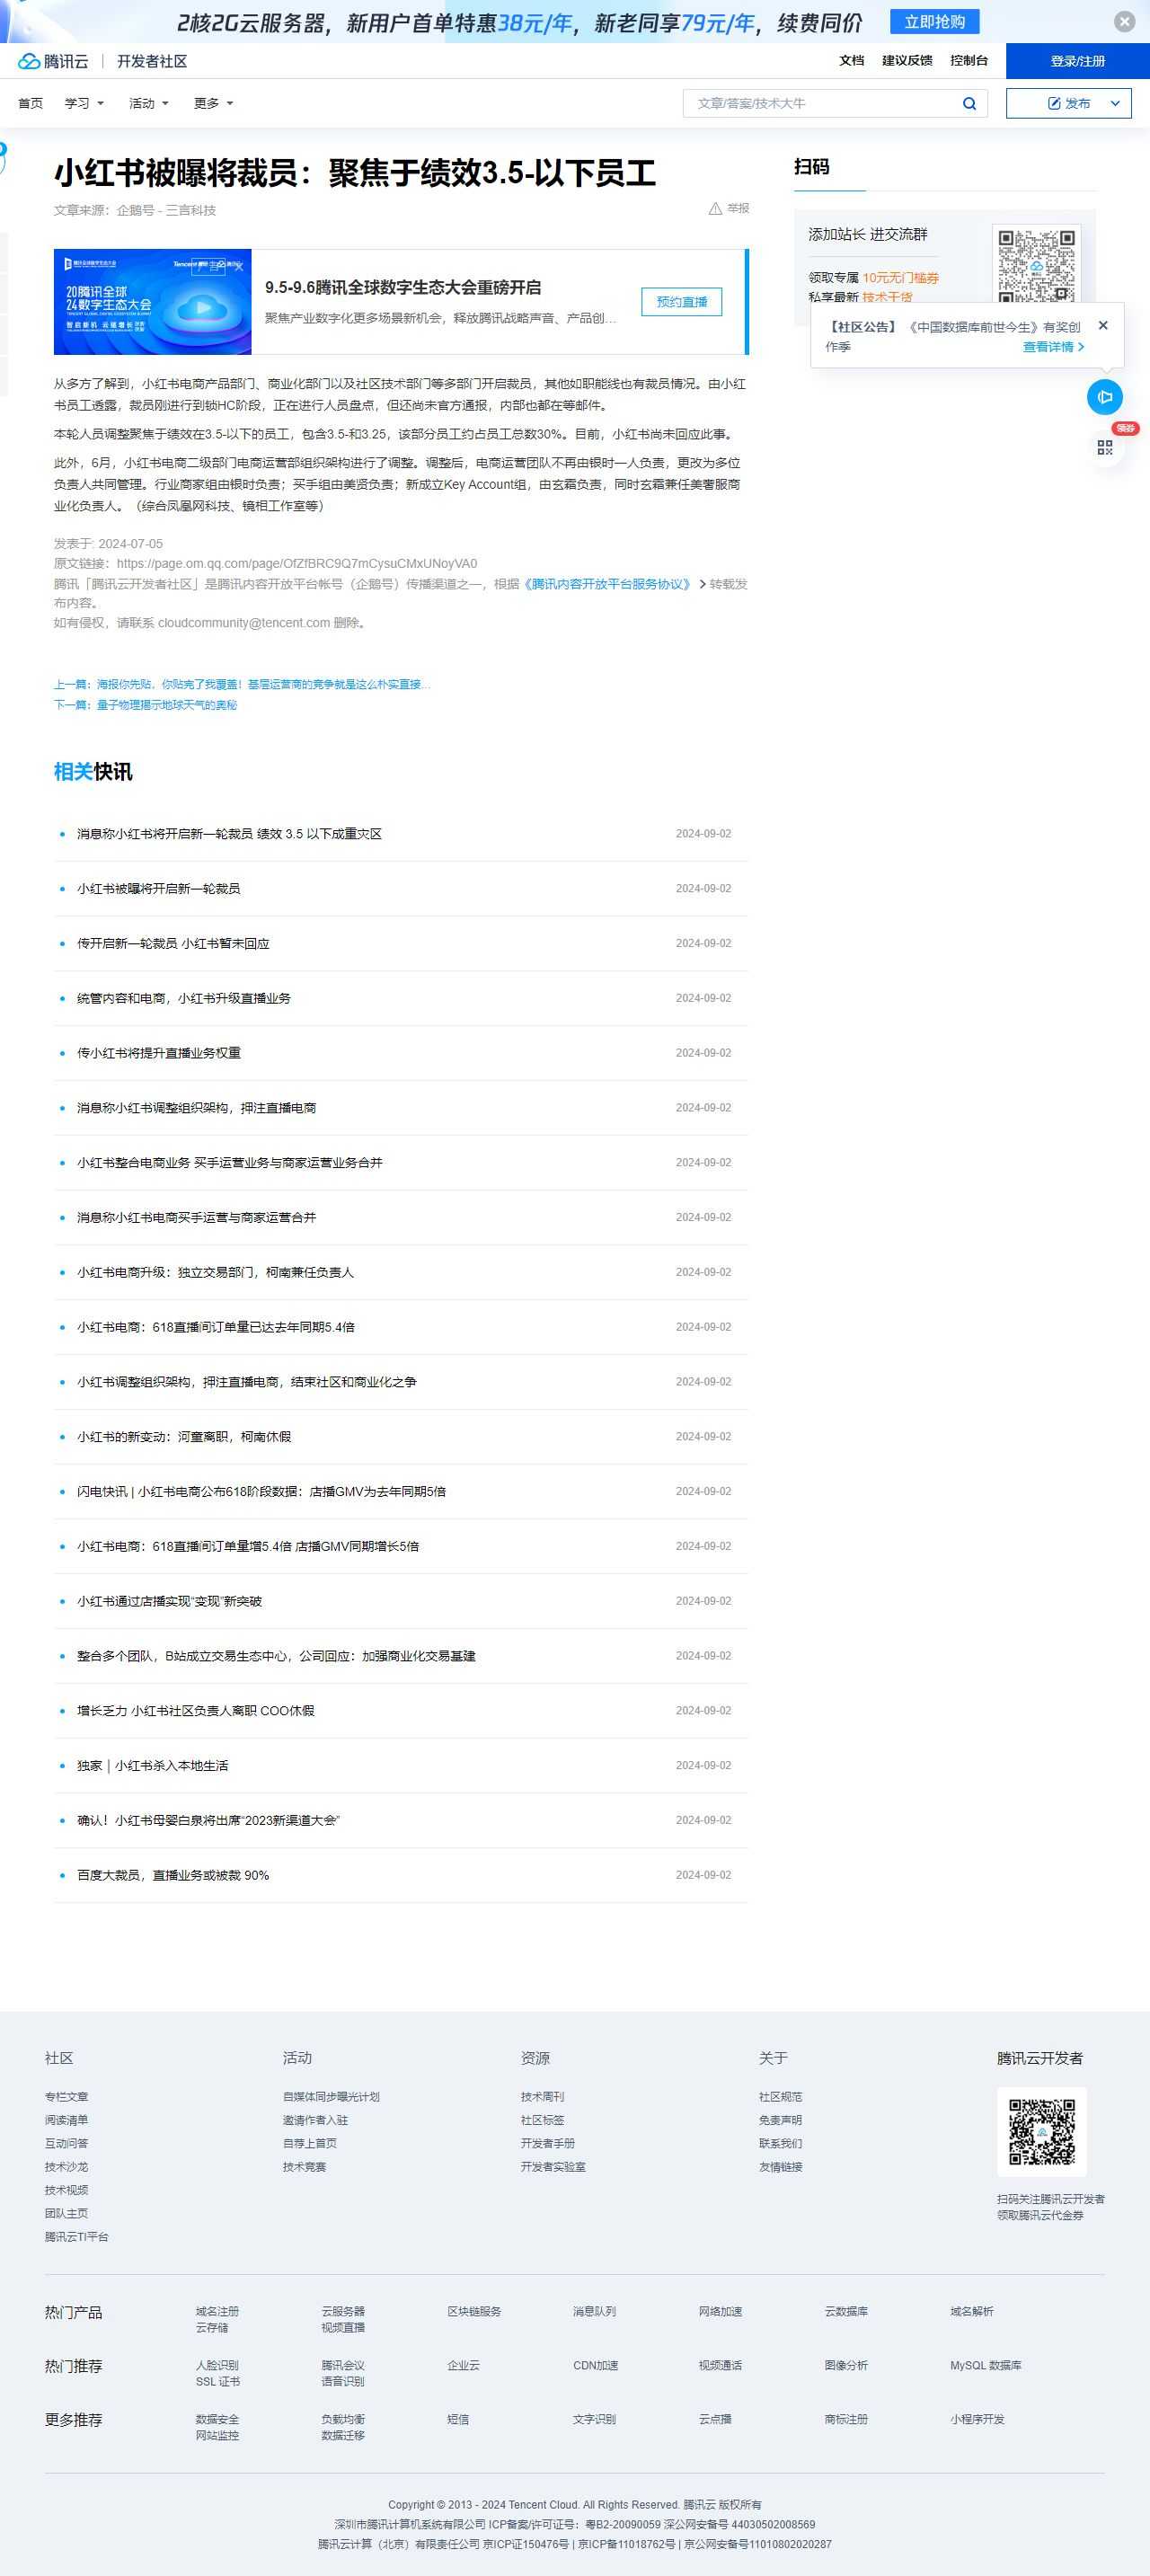 2核2G云服务器，新用户首单特惠38元/年，新老同享79元/年，续费同价 立即抢购
腾讯云 开发者社区 文档 建议反馈 控制台 登录/注册
首页 学习 活动 更多 文章/答案/技术大牛 发布
小红书被曝将裁员：聚焦于绩效3.5-以下员工
文章来源：企鹅号 - 三言科技 举报
扫码
添加站长 进交流群
领取专属 10元无门槛券
私享最新 技术干货
【社区公告】《中国数据库前世今生》有奖创
作季 查看详情
领券
广告
20腾讯全球
24数字生态大会
9.5-9.6腾讯全球数字生态大会重磅开启
聚焦产业数字化更多场景新机会，释放腾讯战略声音、产品创...
预约直播
从多方了解到，小红书电商产品部门、商业化部门以及社区技术部门等多部门开启裁员，其他如职能线也有裁员情况。由小红
书员工透露，裁员刚进行到锁HC阶段，正在进行人员盘点，但还尚未官方通报，内部也都在等邮件。
本轮人员调整聚焦于绩效在3.5-以下的员工，包含3.5-和3.25，该部分员工约占员工总数30%。目前，小红书尚未回应此事。
此外，6月，小红书电商二级部门电商运营部组织架构进行了调整。调整后，电商运营团队不再由银时一人负责，更改为多位
负责人共同管理。行业商家组由银时负责；买手组由美贤负责；新成立Key Account组，由玄霜负责，同时玄霜兼任美奢服商
业化负责人。（综合凤凰网科技、镜相工作室等）
发表于: 2024-07-05
原文链接：https://page.om.qq.com/page/OfZfBRC9Q7mCysuCMxUNoyVA0
腾讯「腾讯云开发者社区」是腾讯内容开放平台帐号（企鹅号）传播渠道之一，根据《腾讯内容开放平台服务协议》转载发
布内容。
如有侵权，请联系 cloudcommunity@tencent.com 删除。
上一篇：海报你先贴，你贴完了我覆盖！基层运营商的竞争就是这么朴实直接...
下一篇：量子物理揭示地球天气的奥秘
相关快讯
消息称小红书将开启新一轮裁员 绩效 3.5 以下成重灾区 2024-09-02
小红书被曝将开启新一轮裁员 2024-09-02
传开启新一轮裁员 小红书暂未回应 2024-09-02
统管内容和电商，小红书升级直播业务 2024-09-02
传小红书将提升直播业务权重 2024-09-02
消息称小红书调整组织架构，押注直播电商 2024-09-02
小红书整合电商业务 买手运营业务与商家运营业务合并 2024-09-02
消息称小红书电商买手运营与商家运营合并 2024-09-02
小红书电商升级：独立交易部门，柯南兼任负责人 2024-09-02
小红书电商：618直播间订单量已达去年同期5.4倍 2024-09-02
小红书调整组织架构，押注直播电商，结束社区和商业化之争 2024-09-02
小红书的新变动：河童离职，柯南休假 2024-09-02
闪电快讯 | 小红书电商公布618阶段数据：店播GMV为去年同期5倍 2024-09-02
小红书电商：618直播间订单量增5.4倍 店播GMV同期增长5倍 2024-09-02
小红书通过店播实现“变现”新突破 2024-09-02
整合多个团队，B站成立交易生态中心，公司回应：加强商业化交易基建 2024-09-02
增长乏力 小红书社区负责人离职 COO休假 2024-09-02
独家｜小红书杀入本地生活 2024-09-02
确认！小红书母婴白泉将出席“2023新渠道大会” 2024-09-02
百度大裁员，直播业务或被裁 90% 2024-09-02
社区 活动 资源 关于 腾讯云开发者
专栏文章 自媒体同步曝光计划 技术周刊 社区规范
阅读清单 邀请作者入驻 社区标签 免责声明
互动问答 自荐上首页 开发者手册 联系我们
技术沙龙 技术竞赛 开发者实验室 友情链接
技术视频
团队主页
腾讯云TI平台
扫码关注腾讯云开发者
领取腾讯云代金券
热门产品 域名注册 云服务器 区块链服务 消息队列 网络加速 云数据库 域名解析
云存储 视频直播
热门推荐 人脸识别 腾讯会议 企业云 CDN加速 视频通话 图像分析 MySQL 数据库
SSL 证书 语音识别
更多推荐 数据安全 负载均衡 短信 文字识别 云点播 商标注册 小程序开发
网站监控 数据迁移
Copyright © 2013 - 2024 Tencent Cloud. All Rights Reserved. 腾讯云 版权所有
深圳市腾讯计算机系统有限公司 ICP备案/许可证号：粤B2-20090059 深公网安备号 44030502008569
腾讯云计算（北京）有限责任公司 京ICP证150476号 | 京ICP备11018762号 | 京公网安备号11010802020287